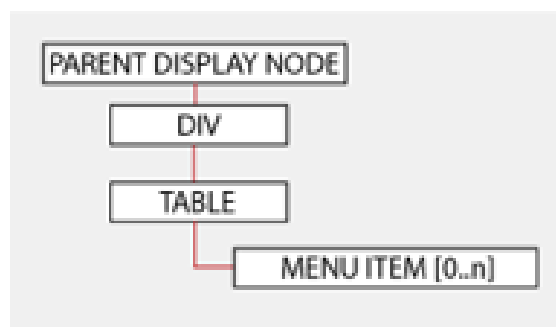 PARENT DISPLAY NODE
DIV
TABLE
MENU ITEM [0..n]